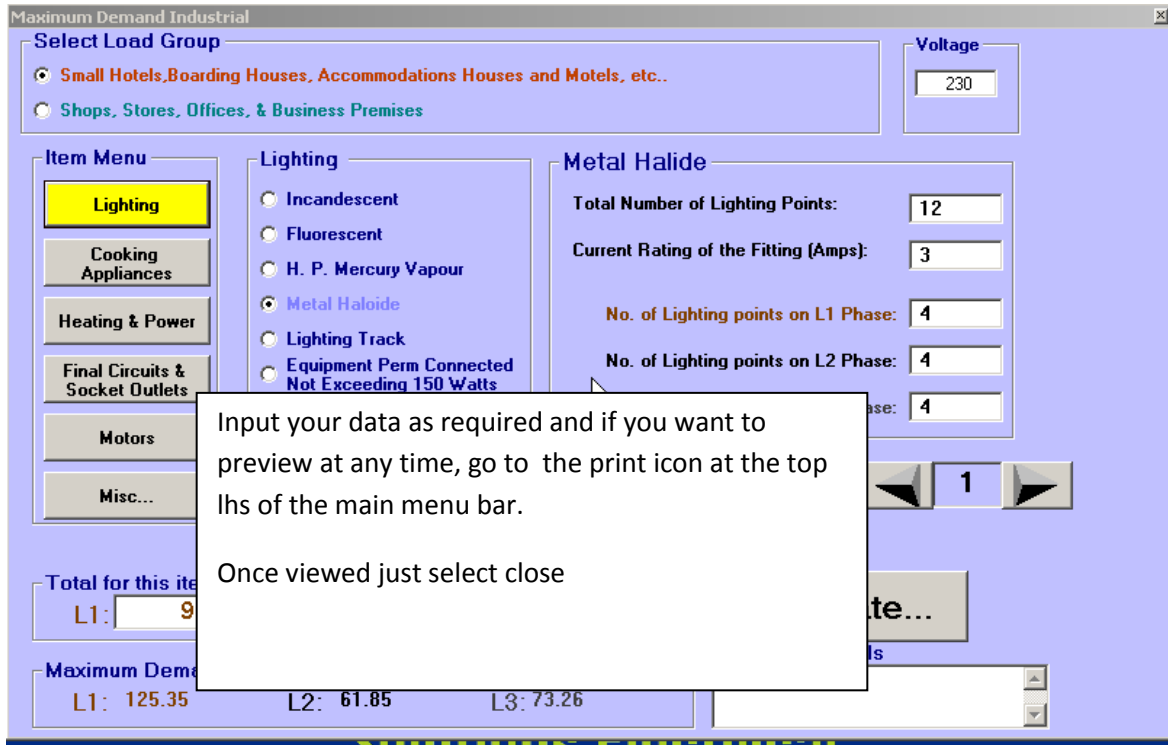 Maximum Demand Industrial
Select Load Group
Voltage
Small Hotels,Boarding Houses, Accommodations Houses and Motels, etc..
230
Shops, Stores, Offices, & Business Premises
Item Menu
Lighting
Cooking
Appliances
Heating & Power
Final Circuits &
Socket Outlets
Motors
Misc...
Lighting
Incandescent
Fluorescent
H. P. Mercury Vapour
Metal Haloide
Lighting Track
Equipment Perm Connected
Not Exceeding 150 Watts
Metal Halide
Total Number of Lighting Points: 12
Current Rating of the Fitting (Amps): 3
No. of Lighting points on L1 Phase: 4
No. of Lighting points on L2 Phase: 4
ase: 4
1
Input your data as required and if you want to
preview at any time, go to the print icon at the top
lhs of the main menu bar.
Once viewed just select close
Total for this ite
L1: 9
te...
ls
Maximum Dema
L1: 125.35 L2: 61.85 L3: 73.26